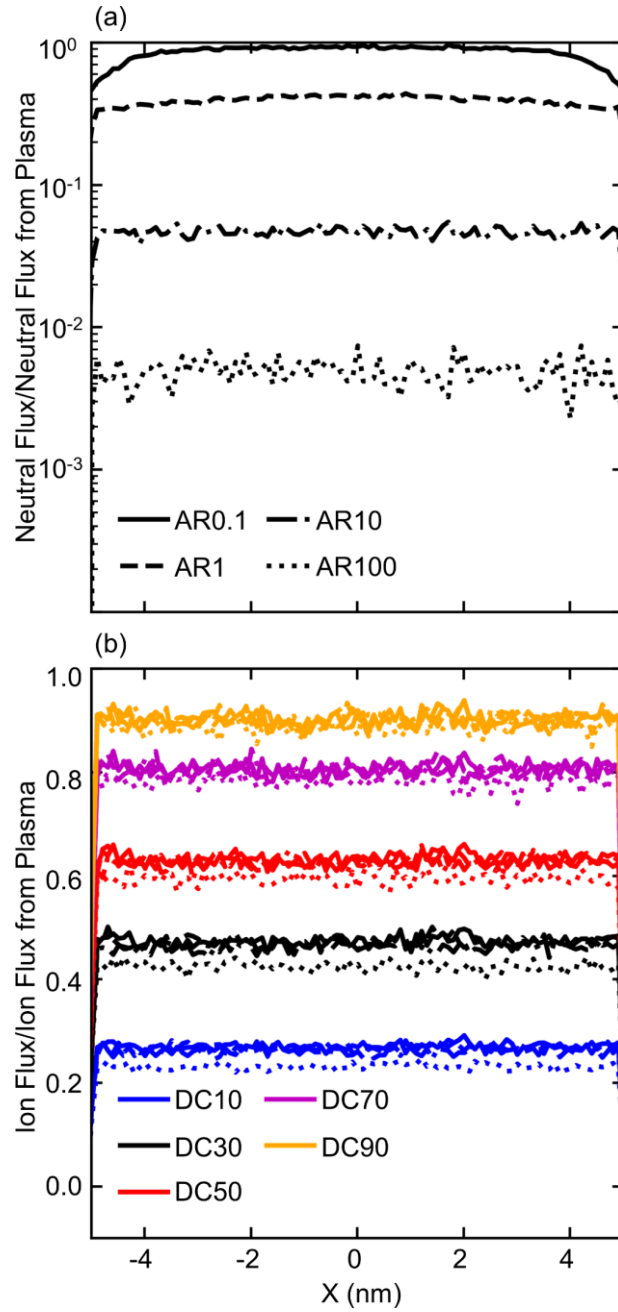 (a)
Neutral Flux/Neutral Flux from Plasma
10⁰
10⁻¹
10⁻²
10⁻³
AR0.1 AR10
AR1 AR100
(b)
Ion Flux/Ion Flux from Plasma
1.0
0.8
0.6
0.4
0.2
0.0
DC10 DC70
DC30 DC90
DC50
-4 -2 0 2 4
X (nm)